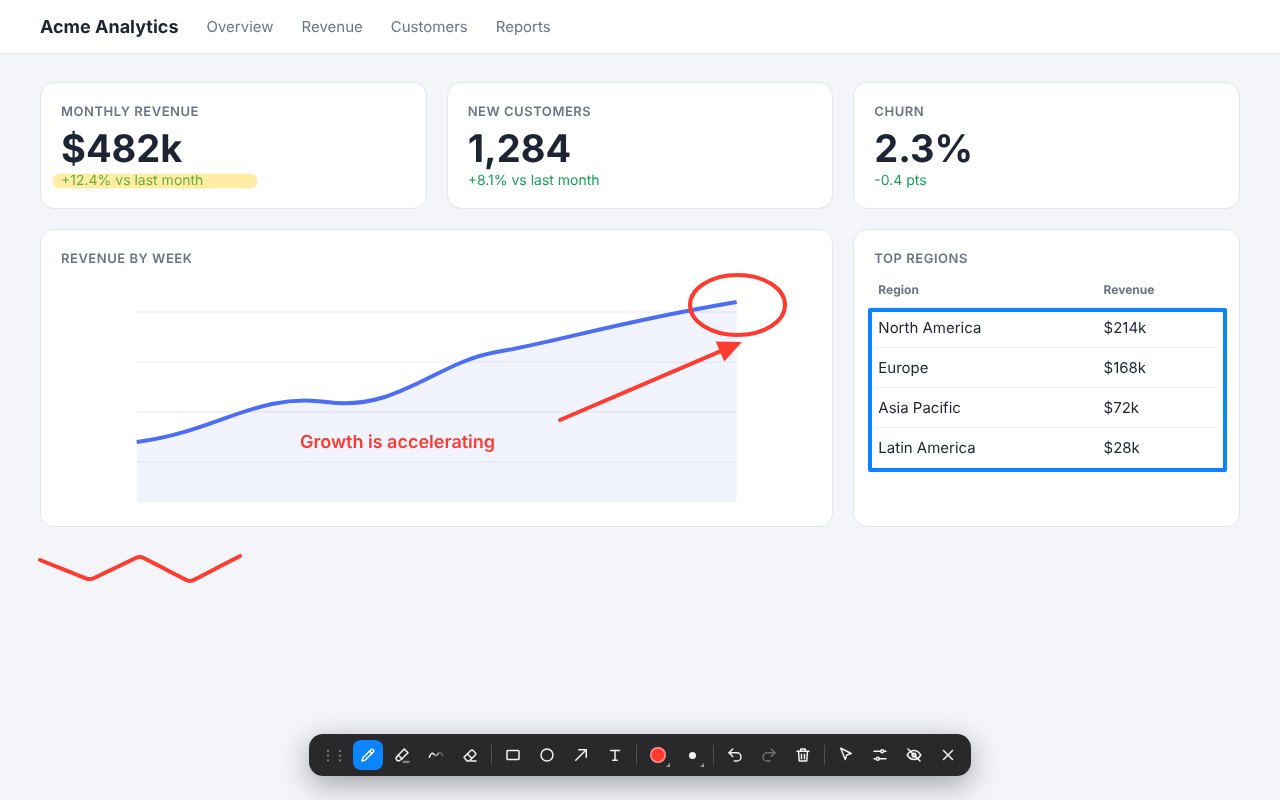 Acme Analytics Overview Revenue Customers Reports
MONTHLY REVENUE
$482k
+12.4% vs last month
NEW CUSTOMERS
1,284
+8.1% vs last month
CHURN
2.3%
-0.4 pts
REVENUE BY WEEK
Growth is accelerating
TOP REGIONS
Region Revenue
North America $214k
Europe $168k
Asia Pacific $72k
Latin America $28k